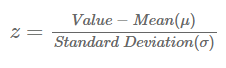 z = Value − Mean(μ) / Standard Deviation(σ)